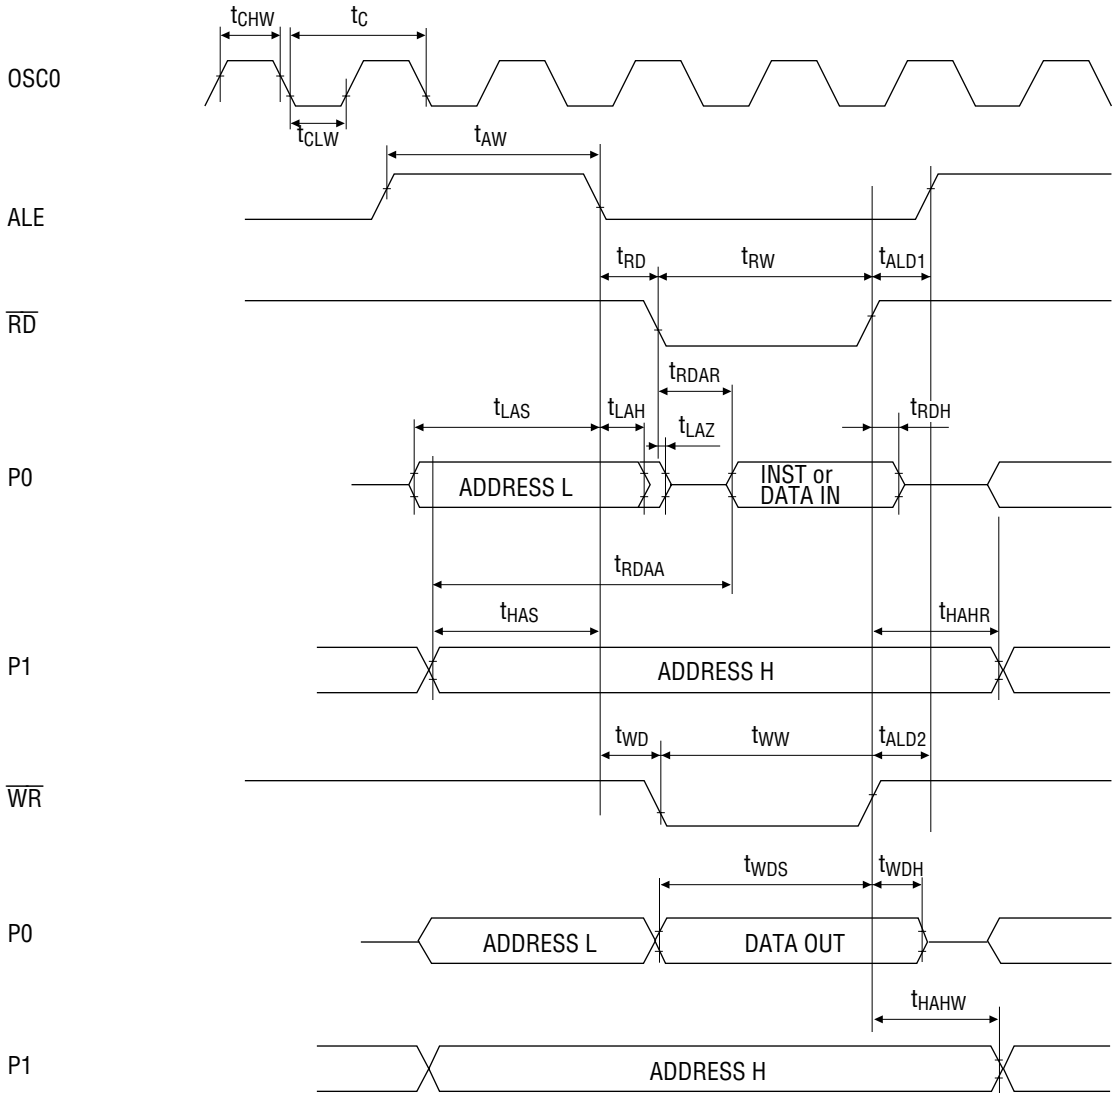 tCHW tC
OSC0
tCLW
tAW
ALE
tRD tRW tALD1
RD
tRDAR
tLAS tLAH tLAZ tRDH
P0 ADDRESS L INST or
DATA IN
tRDAA
tHAS tHAHR
P1 ADDRESS H
tWD tWW tALD2
WR
tWDS tWDH
P0 ADDRESS L DATA OUT
tHAHW
P1 ADDRESS H